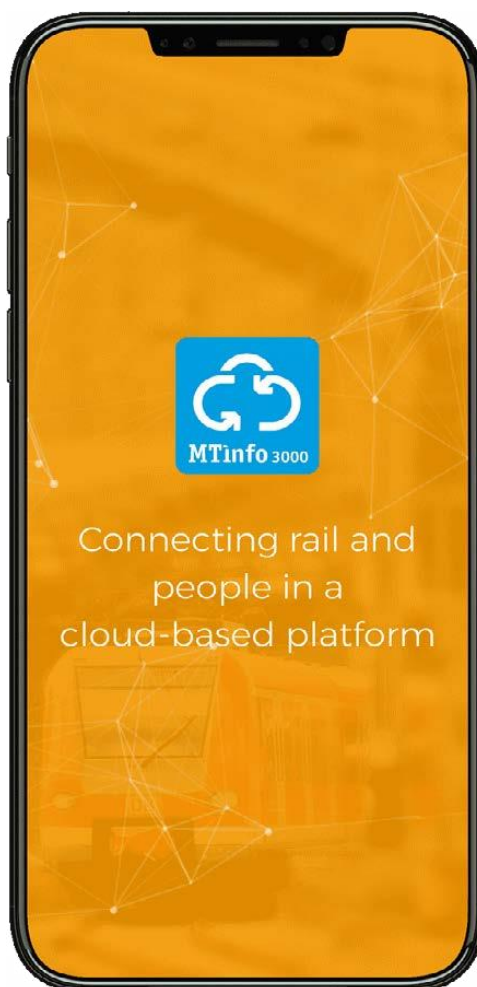 MTinfo 3000
Connecting rail and
people in a
cloud-based platform